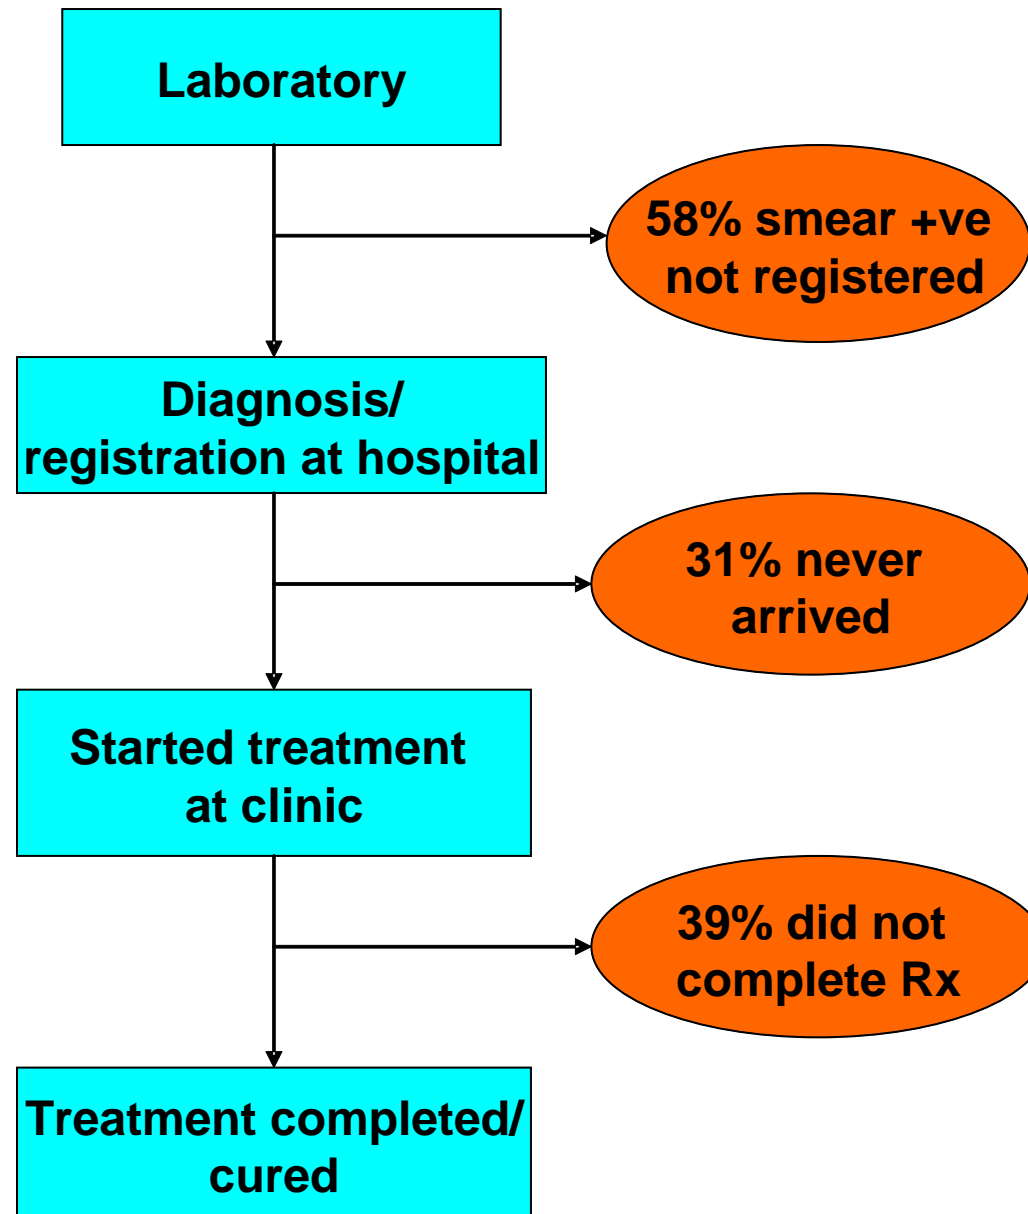 Laboratory
58% smear +ve
not registered
Diagnosis/
registration at hospital
31% never
arrived
Started treatment
at clinic
39% did not
complete Rx
Treatment completed/
cured